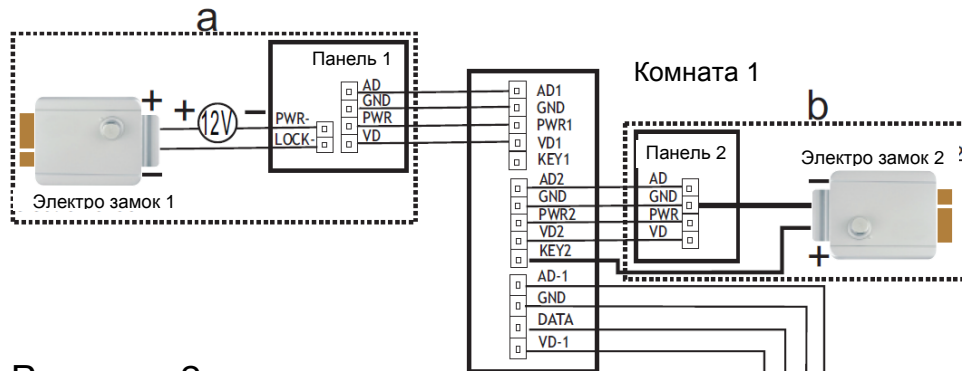 a
Панель 1
Комната 1
AD
GND
PWR
VD
PWR-
LOCK-
+
+ 12V -
-
Электро замок 1
AD1
GND
PWR1
VD1
KEY1
AD2
GND
PWR2
VD2
KEY2
AD-1
GND
DATA
VD-1
b
Панель 2
AD
GND
PWR
VD
Электро замок 2
-
+